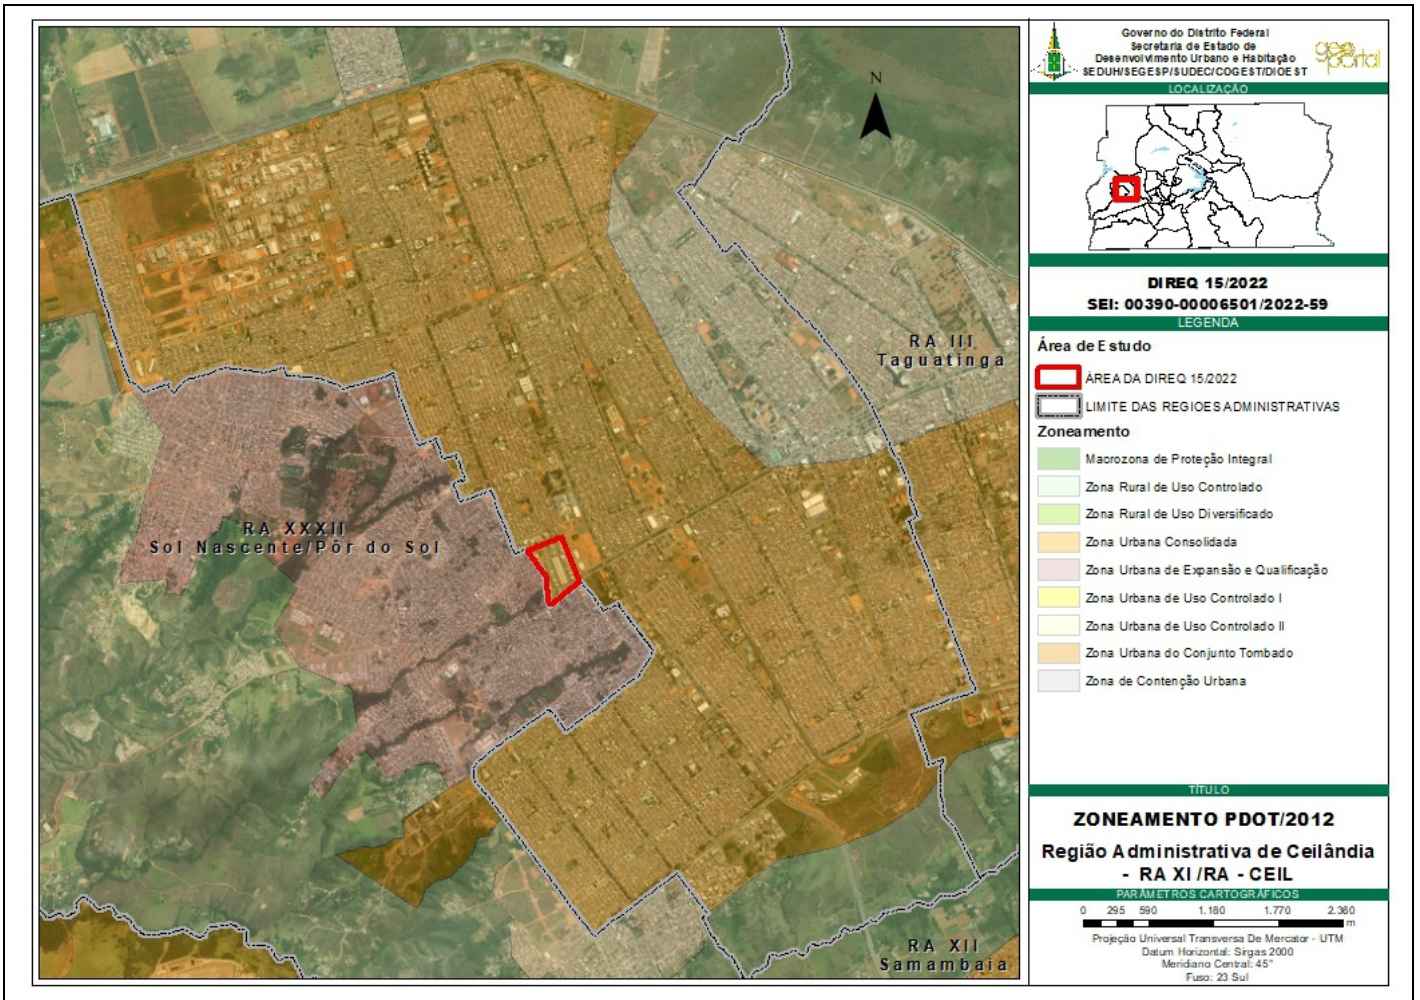 Governo do Distrito Federal
Secretaria de Estado de
Desenvolvimento Urbano e Habitação
SEDUH/SEGESP/SUDEC/COGEST/DIOEST
geo
portal
LOCALIZAÇÃO
N
DIREQ 15/2022
SEI: 00390-00006501/2022-59
LEGENDA
Área de Estudo
ÁREA DA DIREQ 15/2022
LIMITE DAS REGIOES ADMINISTRATIVAS
Zoneamento
Macrozona de Proteção Integral
Zona Rural de Uso Controlado
Zona Rural de Uso Diversificado
Zona Urbana Consolidada
Zona Urbana de Expansão e Qualificação
Zona Urbana de Uso Controlado I
Zona Urbana de Uso Controlado II
Zona Urbana do Conjunto Tombado
Zona de Contenção Urbana
RA III
Taguatinga
RA XXXII
Sol Nascente/Pôr do Sol
RA XII
Samambaia
TÍTULO
ZONEAMENTO PDOT/2012
Região Administrativa de Ceilândia
- RA XI /RA - CEIL
PARÂMETROS CARTOGRÁFICOS
0 295 590 1.180 1.770 2.360
m
Projeção Universal Transversa De Mercator - UTM
Datum Horizontal: Sirgas 2000
Meridiano Central: 45°
Fuso: 23 Sul